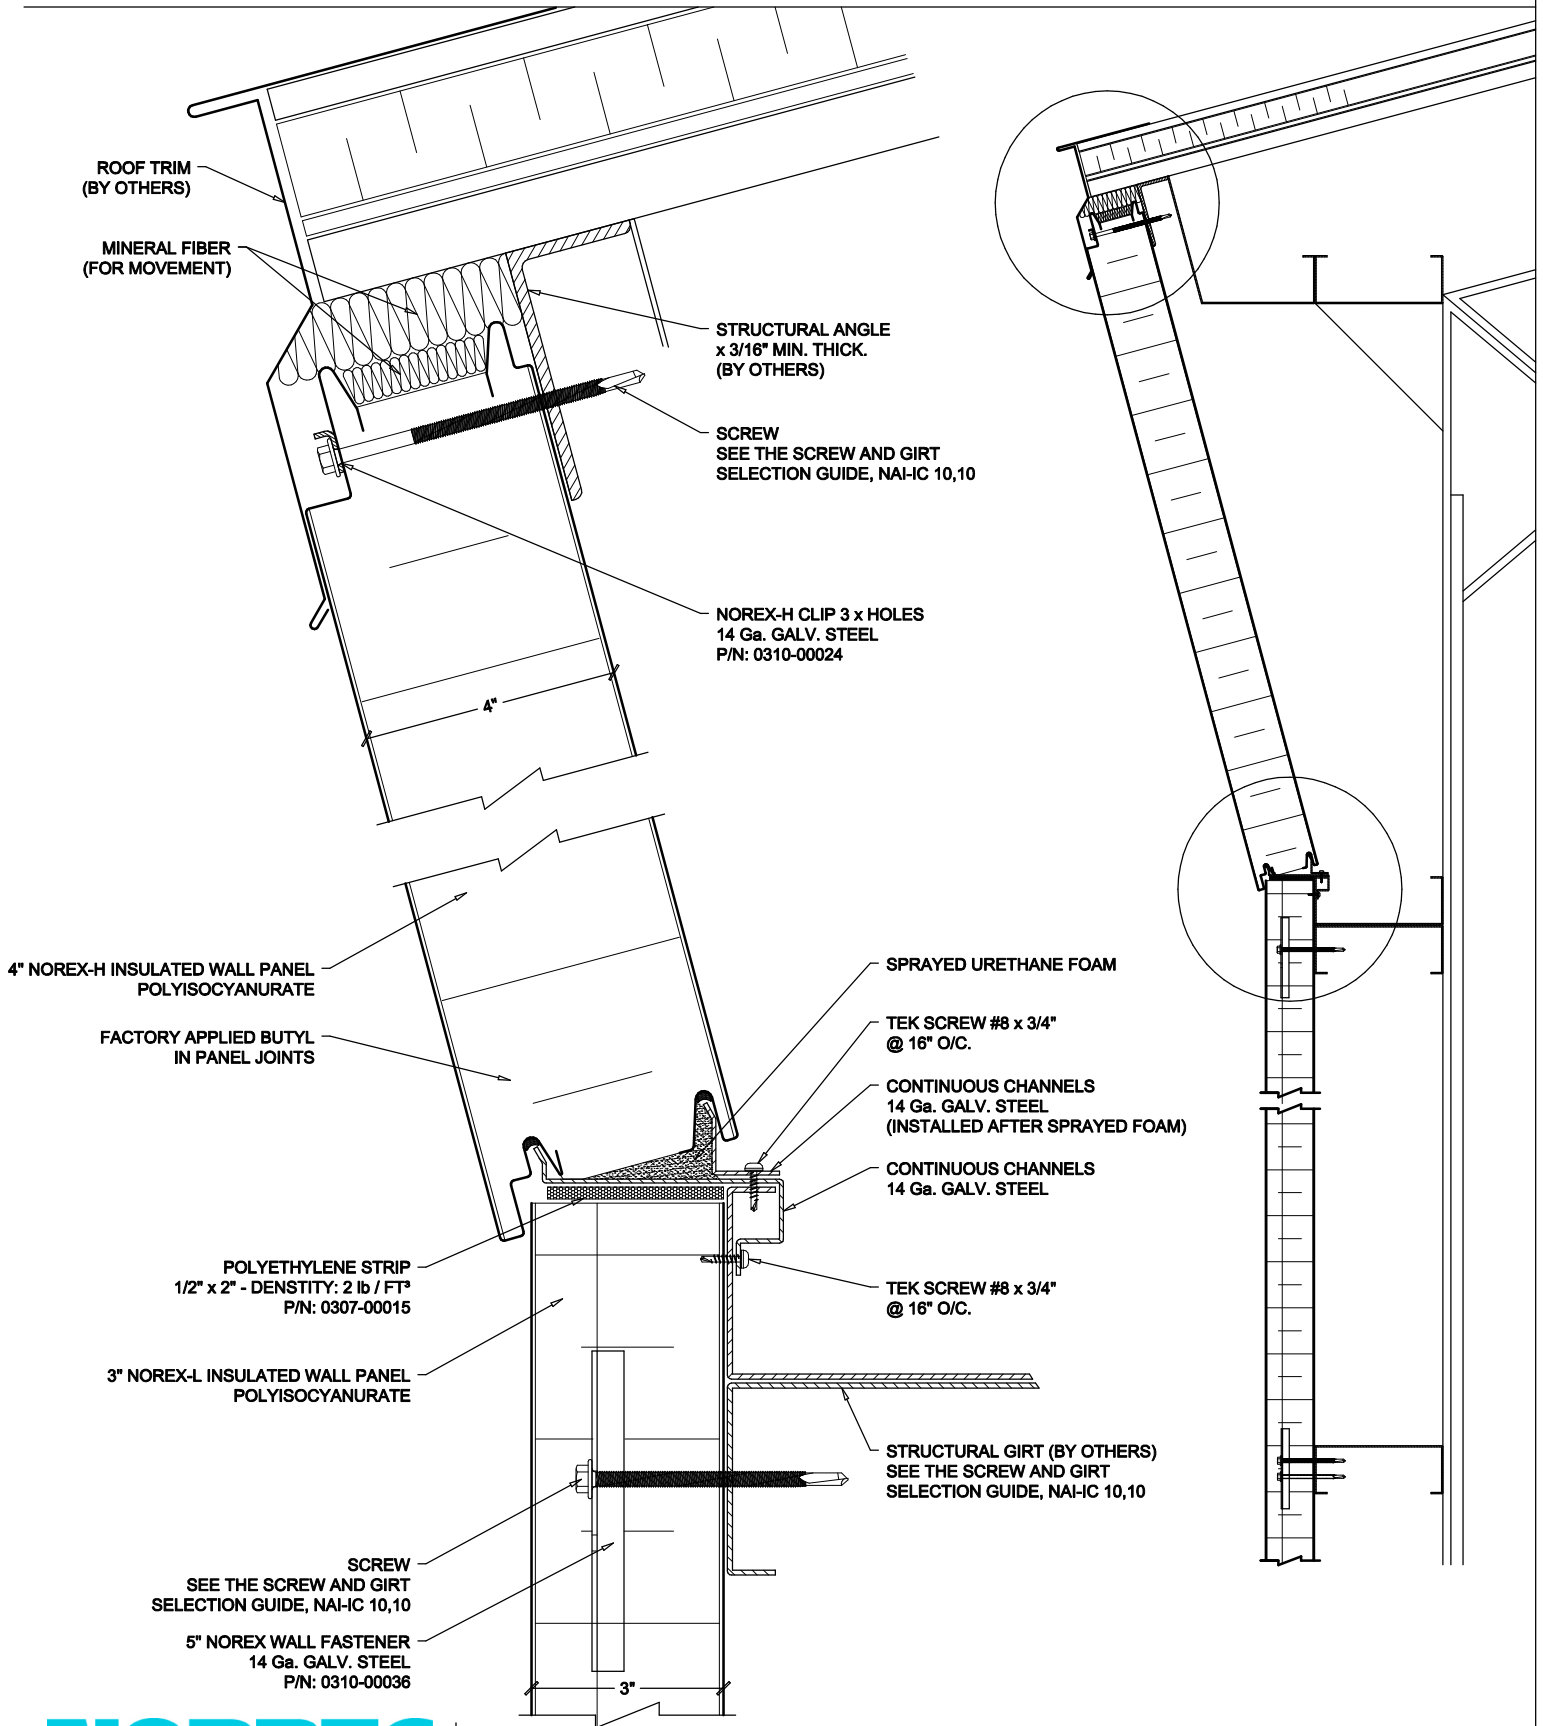 ROOF TRIM
(BY OTHERS)
MINERAL FIBER
(FOR MOVEMENT)
STRUCTURAL ANGLE
x 3/16" MIN. THICK.
(BY OTHERS)
SCREW
SEE THE SCREW AND GIRT
SELECTION GUIDE, NAI-IC 10,10
NOREX-H CLIP 3 x HOLES
14 Ga. GALV. STEEL
P/N: 0310-00024
4"
4" NOREX-H INSULATED WALL PANEL
POLYISOCYANURATE
FACTORY APPLIED BUTYL
IN PANEL JOINTS
SPRAYED URETHANE FOAM
TEK SCREW #8 x 3/4"
@ 16" O/C.
CONTINUOUS CHANNELS
14 Ga. GALV. STEEL
(INSTALLED AFTER SPRAYED FOAM)
CONTINUOUS CHANNELS
14 Ga. GALV. STEEL
POLYETHYLENE STRIP
1/2" x 2" - DENSTITY: 2 lb / FT³
P/N: 0307-00015
TEK SCREW #8 x 3/4"
@ 16" O/C.
3" NOREX-L INSULATED WALL PANEL
POLYISOCYANURATE
STRUCTURAL GIRT (BY OTHERS)
SEE THE SCREW AND GIRT
SELECTION GUIDE, NAI-IC 10,10
SCREW
SEE THE SCREW AND GIRT
SELECTION GUIDE, NAI-IC 10,10
5" NOREX WALL FASTENER
14 Ga. GALV. STEEL
P/N: 0310-00036
3"